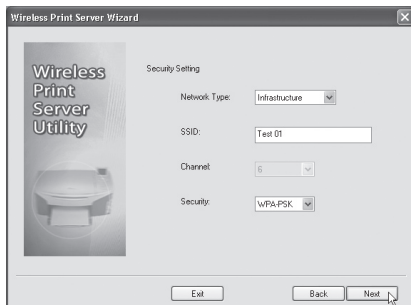 Wireless Print Server Wizard
Wireless
Print
Server
Utility
Security Setting
Network Type: Infrastructure
SSID: Test 01
Channel: 6
Security: WPA-PSK
Exit Back Next